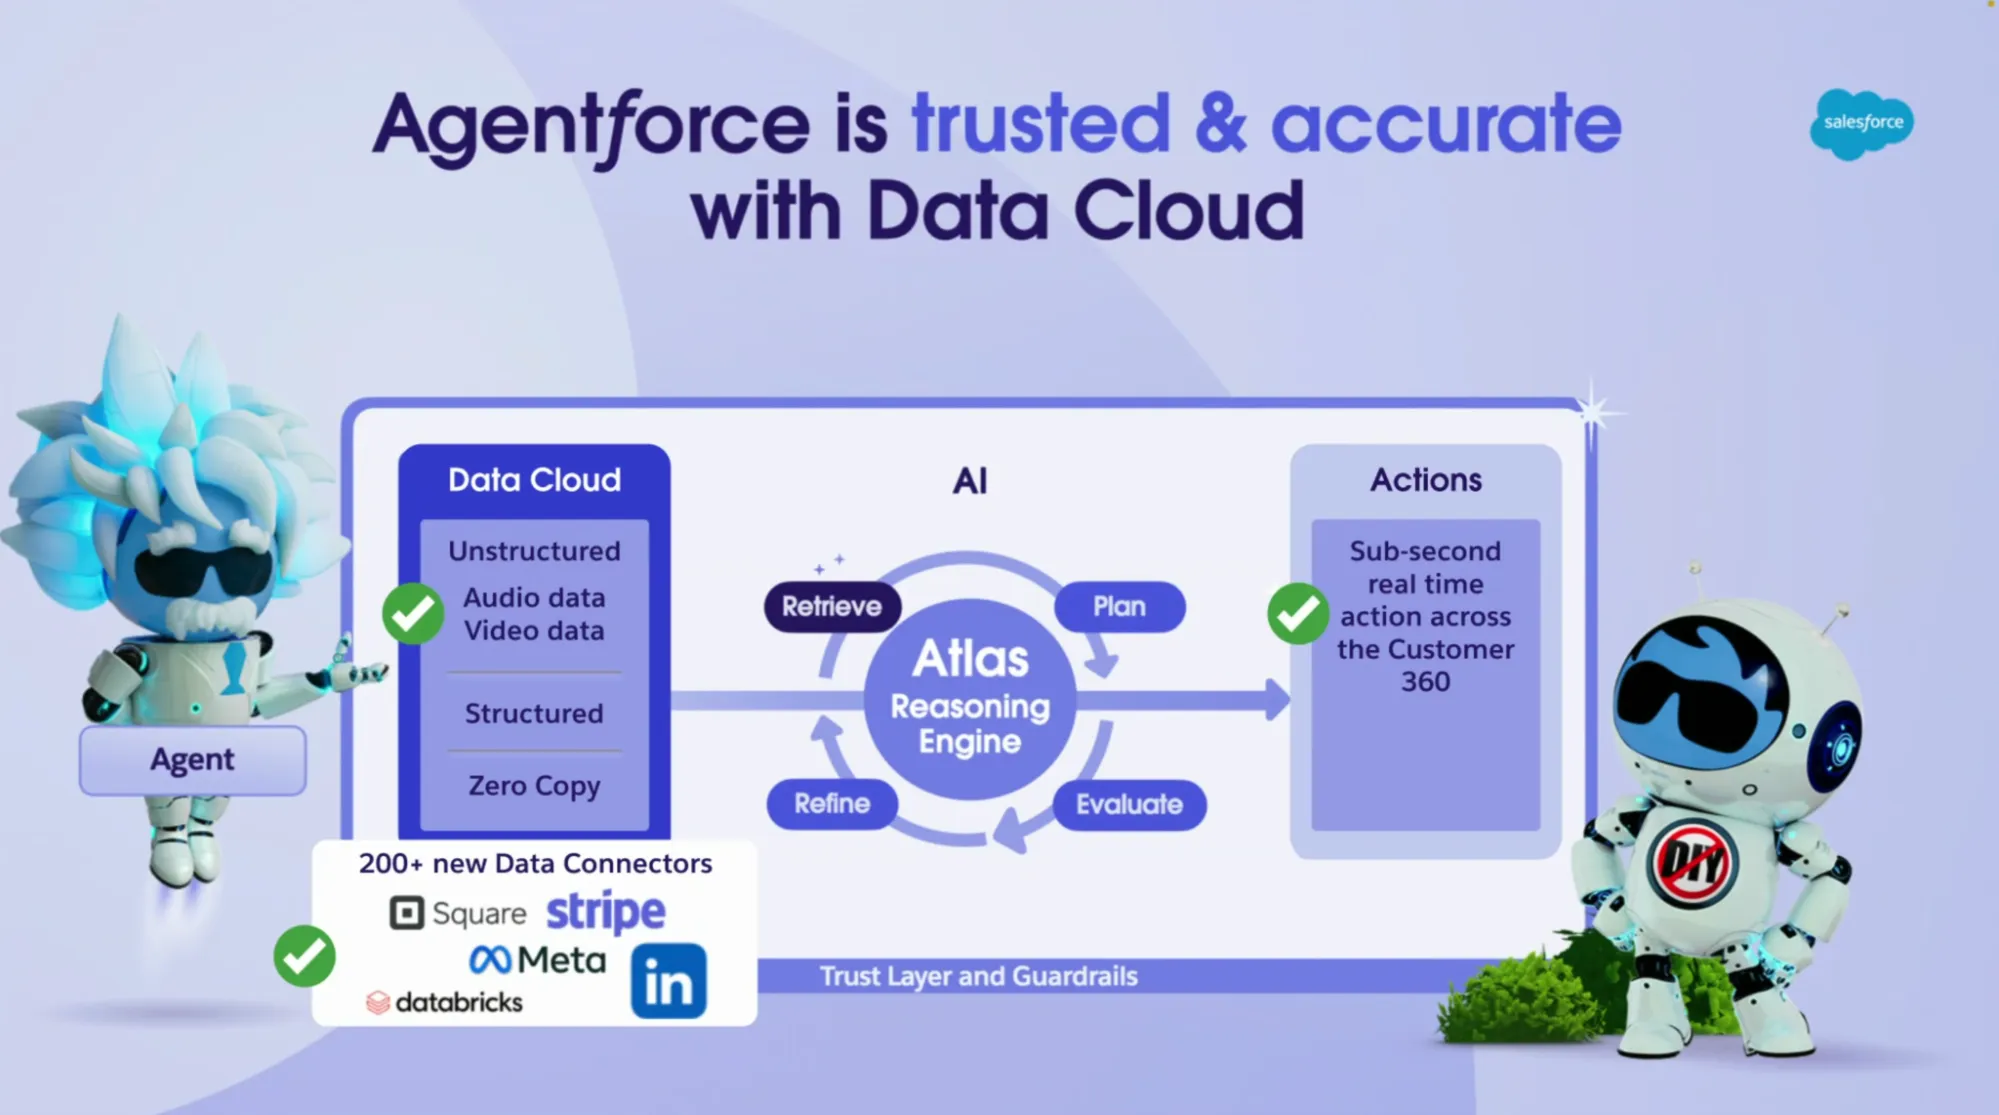 Agentforce is trusted & accurate
with Data Cloud
salesforce
Data Cloud
Unstructured
Audio data
Video data
Structured
Zero Copy
AI
Retrieve
Plan
Atlas
Reasoning
Engine
Refine
Evaluate
Actions
Sub-second
real time
action across
the Customer
360
Agent
DIY
200+ new Data Connectors
Square
stripe
Meta
in
databricks
Trust Layer and Guardrails